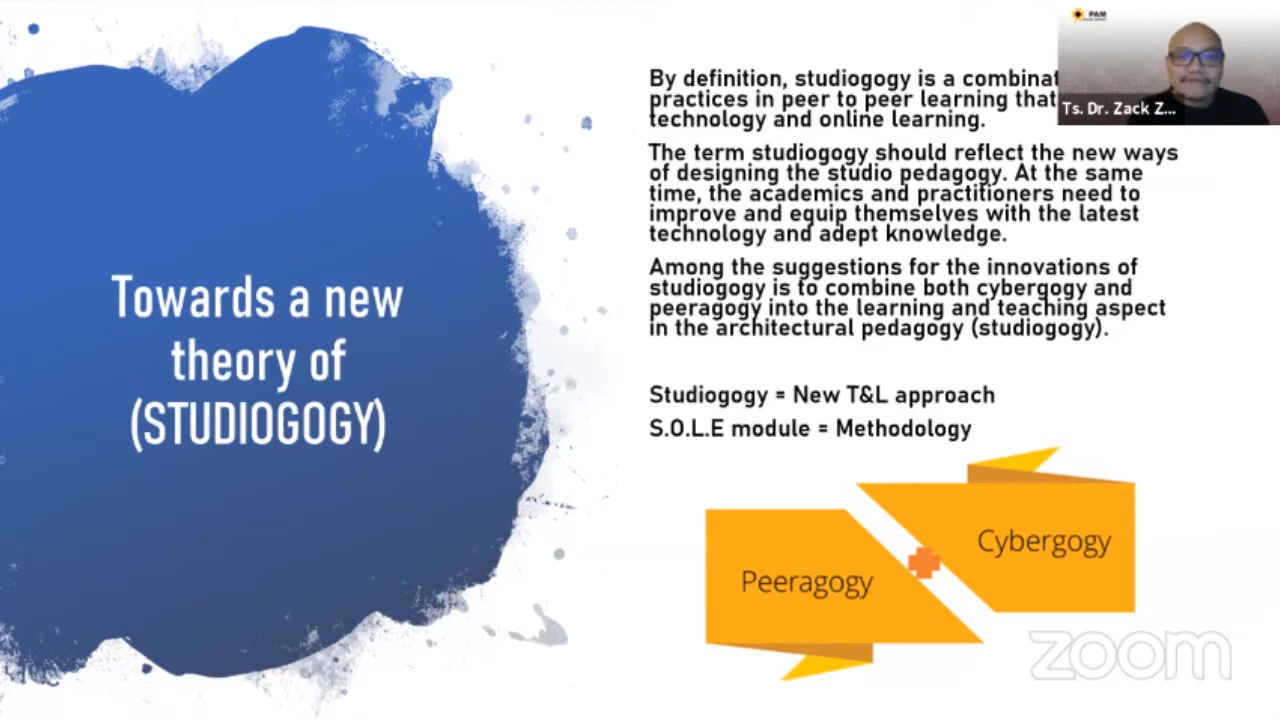 Towards a new
theory of
(STUDIOGOGY)
By definition, studiogogy is a
practices in peer to peer learning that
technology and online learning.
The term studiogogy should reflect the new ways
of designing the studio pedagogy. At the same
time, the academics and practitioners need to
improve and equip themselves with the latest
technology and adept knowledge.
Among the suggestions for the innovations of
studiogogy is to combine both cybergogy and
peeragogy into the learning and teaching aspect
in the architectural pedagogy (studiogogy).
Studiogogy = New T&L approach
S.O.L.E module = Methodology
Peeragogy
Cybergogy
PAM
Ts. Dr. Zack Z...
zoom